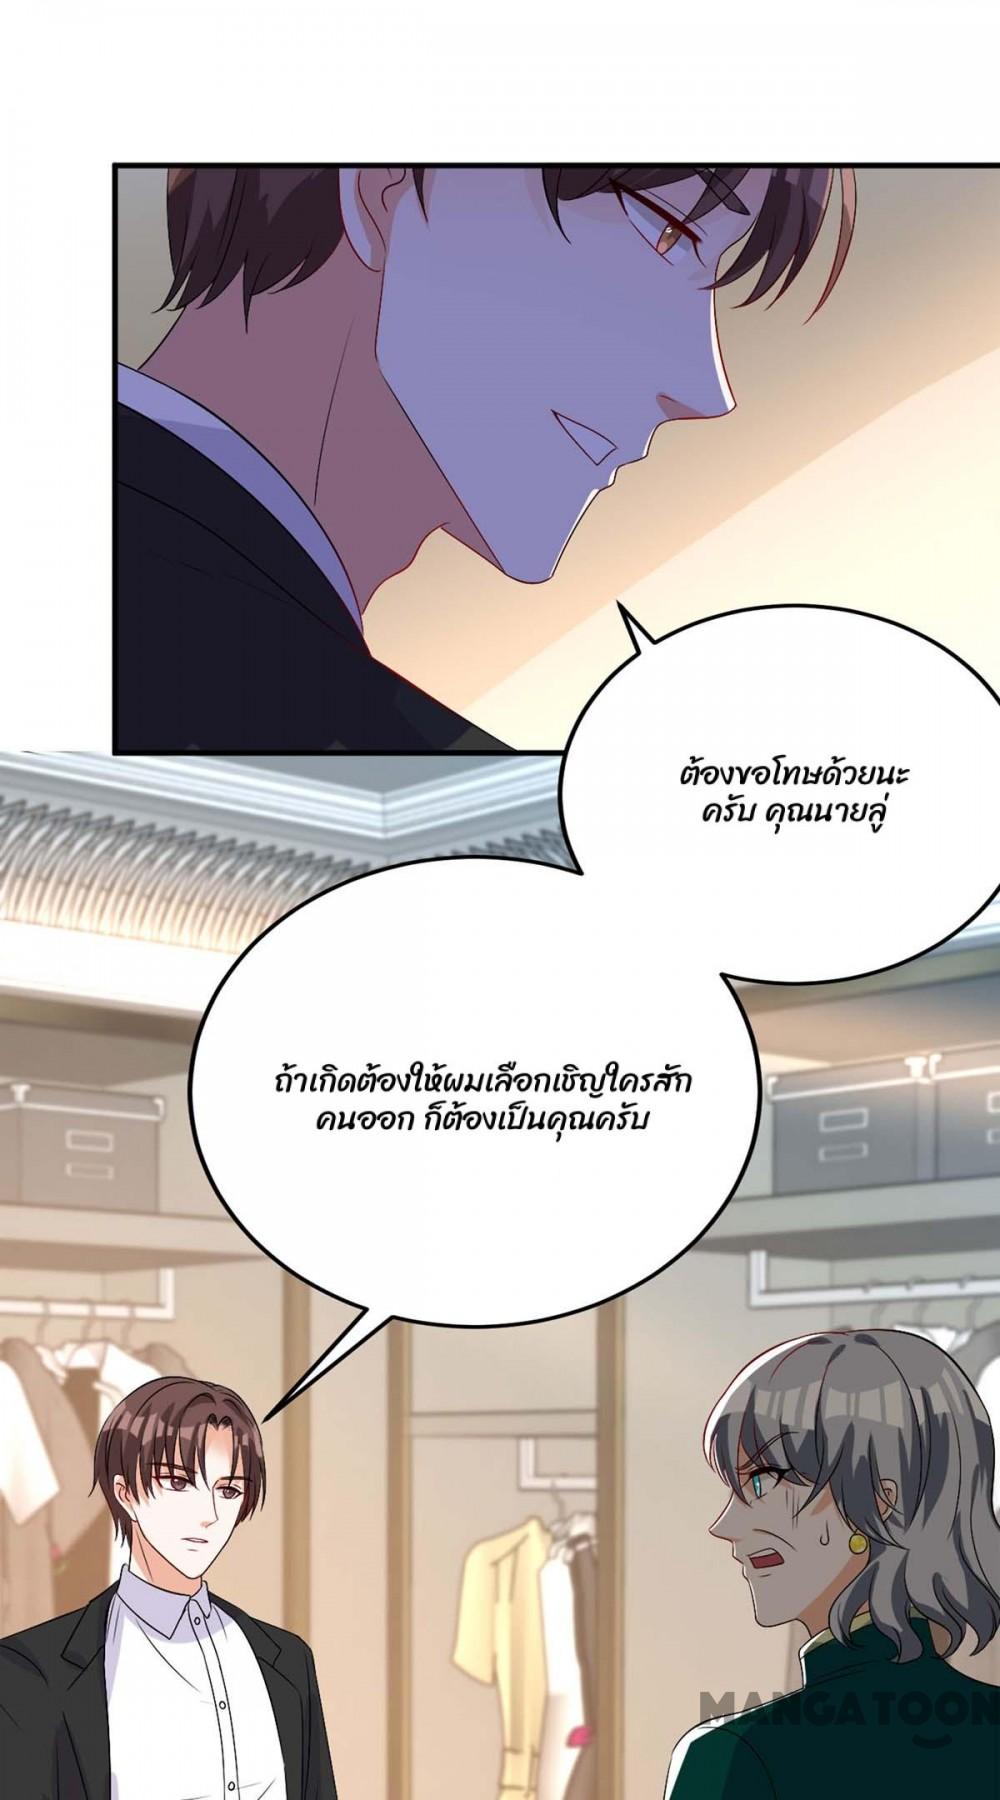 ต้องขอโทษด้วยนะ
ครับ คุณนายลู่
ถ้าเกิดต้องให้ผมเลือกเชิญใครสัก
คนออก ก็ต้องเป็นคุณครับ
MANGATOON